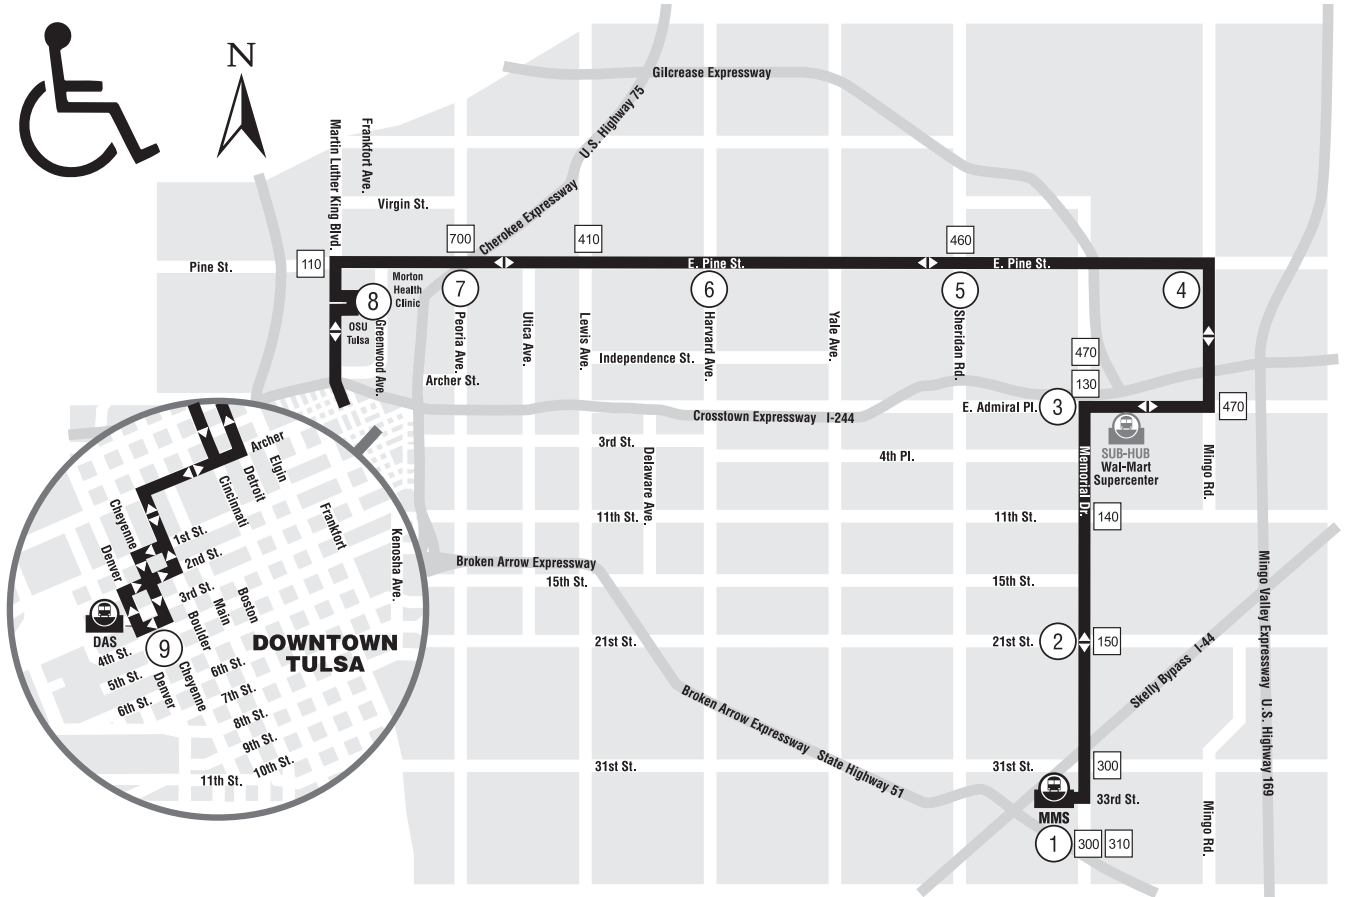 N
Gilcrease Expressway
U.S. Highway 75
Cherokee Expressway
Martin Luther King Blvd.
Frankfort Ave.
Virgin St.
Pine St.
110
700
410
460
E. Pine St.
E. Pine St.
Morton
Health
Clinic
8
7
6
5
4
OSU
Tulsa
Greenwood Ave.
Peoria Ave.
Utica Ave.
Lewis Ave.
Harvard Ave.
Yale Ave.
Sheridan Rd.
Independence St.
Archer St.
470
130
E. Admiral Pl.
3
470
Crosstown Expressway I-244
SUB-HUB
Wal-Mart
Supercenter
Memorial Dr.
Mingo Rd.
3rd St.
4th Pl.
Delaware Ave.
11th St.
11th St.
140
Broken Arrow Expressway
15th St.
15th St.
21st St.
21st St.
2
150
Skelly Bypass I-44
Mingo Valley Expressway U.S. Highway 169
Broken Arrow Expressway State Highway 51
31st St.
31st St.
300
33rd St.
MMS
1
300
310
Mingo Rd.
Archer
Elgin
Detroit
Cincinnati
Frankfort
Kenosha Ave.
Cheyenne
Denver
1st St.
2nd St.
3rd St.
Boston
Main
Boulder
DAS
9
4th St.
5th St.
6th St.
Denver
Cheyenne
DOWNTOWN
TULSA
6th St.
7th St.
8th St.
9th St.
10th St.
11th St.